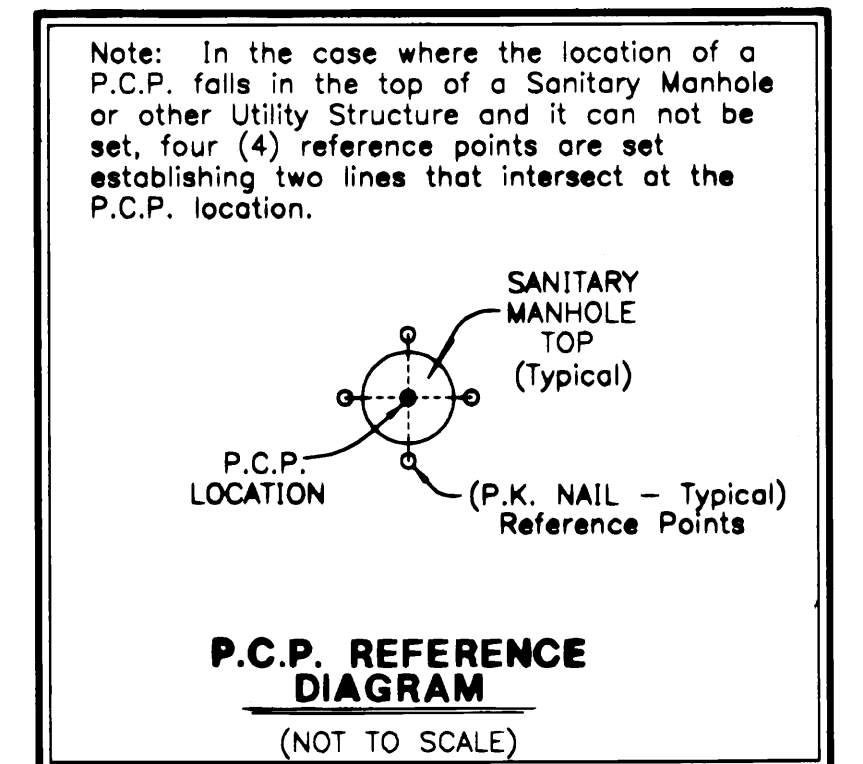 Note: In the case where the location of a
P.C.P. falls in the top of a Sanitary Manhole
or other Utility Structure and it can not be
set, four (4) reference points are set
establishing two lines that intersect at the
P.C.P. location.
SANITARY
MANHOLE
TOP
(Typical)
P.C.P.
LOCATION
(P.K. NAIL – Typical)
Reference Points
P.C.P. REFERENCE
DIAGRAM
(NOT TO SCALE)